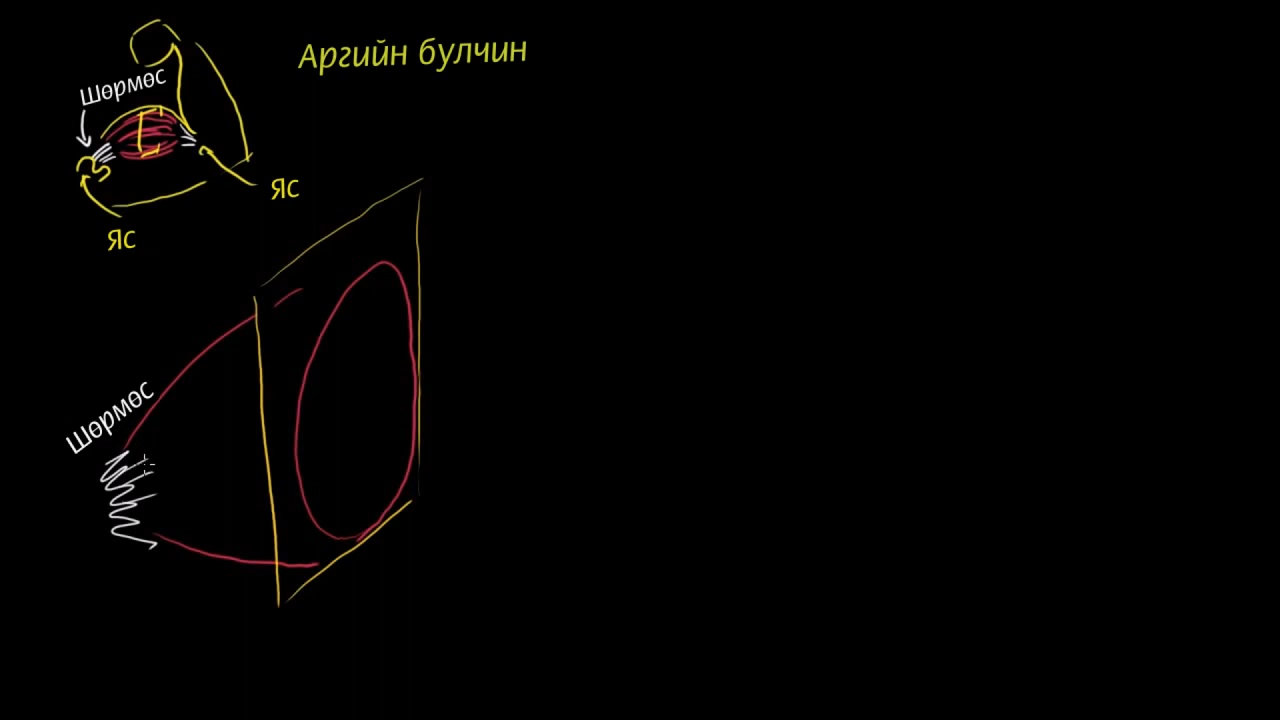 Аргийн булчин
Шөрмөс
Яс
Яс
Шөрмөс